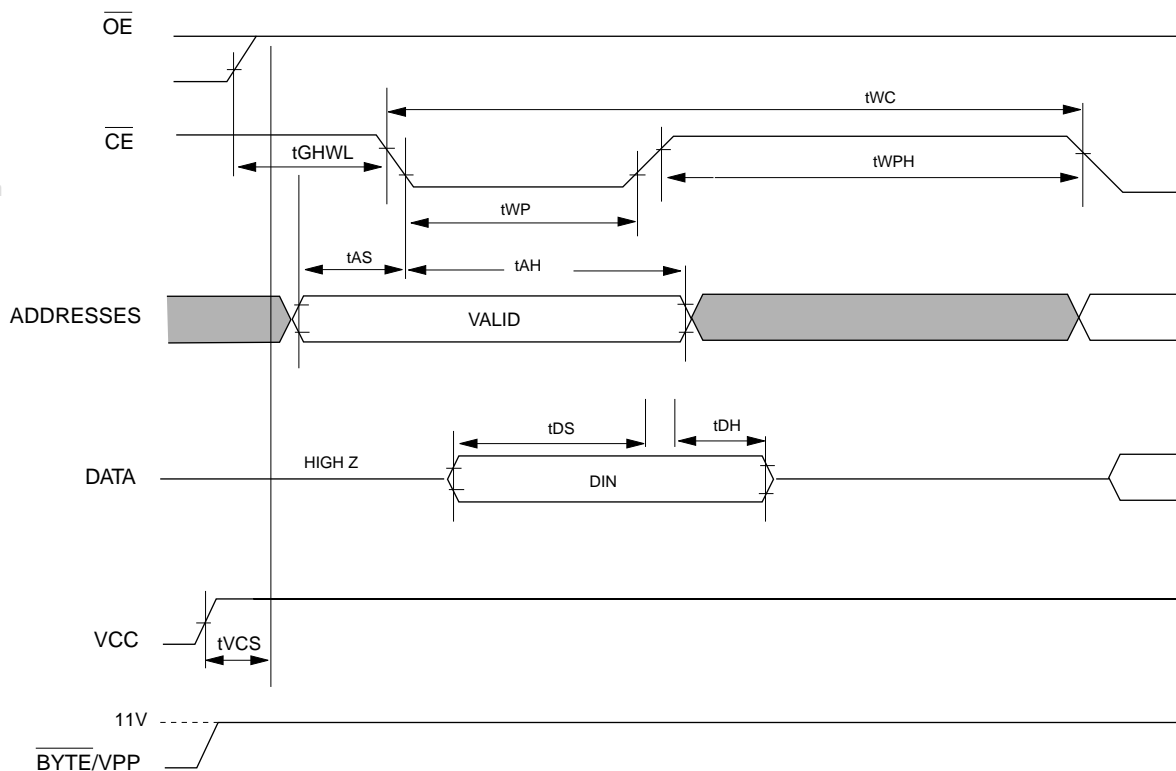 OE
tWC
CE
tGHWL
tWPH
tWP
tAS
tAH
ADDRESSES
VALID
tDS
tDH
HIGH Z
DATA
DIN
VCC
tVCS
11V
BYTE/VPP